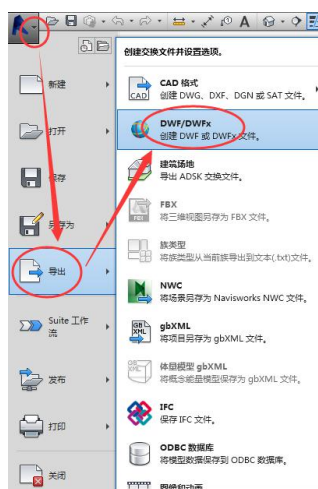 创建交换文件并设置选项。
新建
打开
保存
另存为
导出
Suite 工作
流
发布
打印
关闭
CAD
CAD 格式
创建 DWG、DXF、DGN 或 SAT 文件。
DWF/DWFx
创建 DWF 或 DWFx 文件。
建筑场地
导出 ADSK 交换文件。
FBX
将三维视图另存为 FBX 文件。
族类型
将族类型从当前族导出到文本(.txt)文件。
NWC
将场景另存为 Navisworks NWC 文件。
GB
XML
gbXML
将项目另存为 gbXML 文件。
体量模型 gbXML
将概念能量模型保存为 gbXML 文件。
IFC
保存 IFC 文件。
ODBC 数据库
将模型数据保存到 ODBC 数据库。
图像和动画